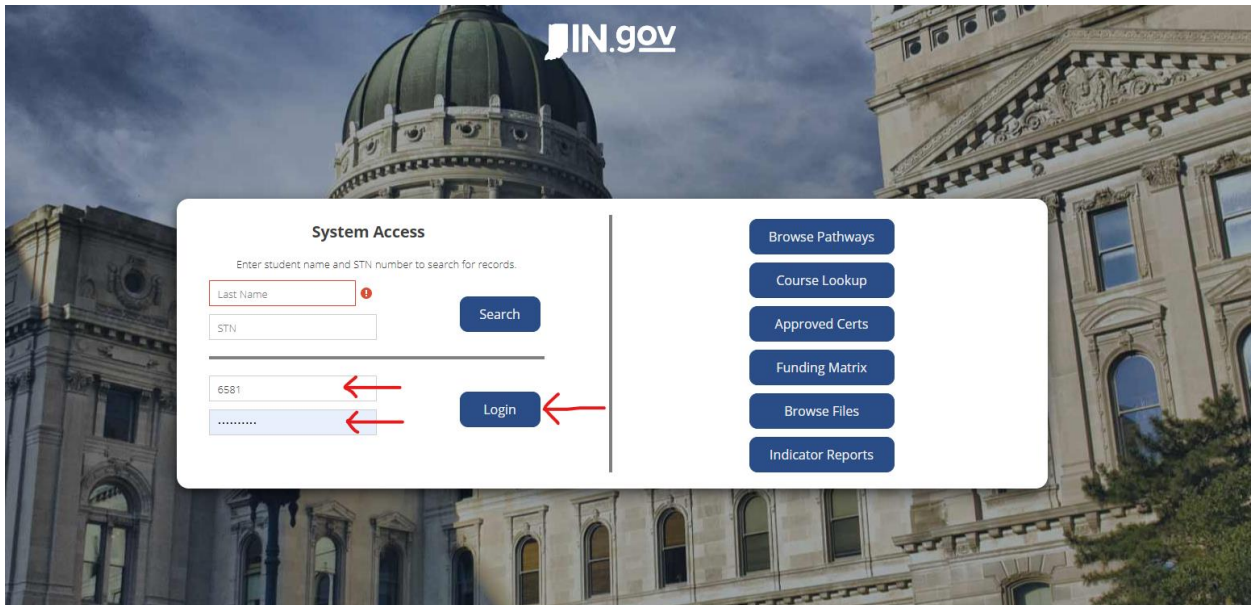 IN.gov
System Access
Enter student name and STN number to search for records.
Last Name
STN
Search
6581
..........
Login
Browse Pathways
Course Lookup
Approved Certs
Funding Matrix
Browse Files
Indicator Reports